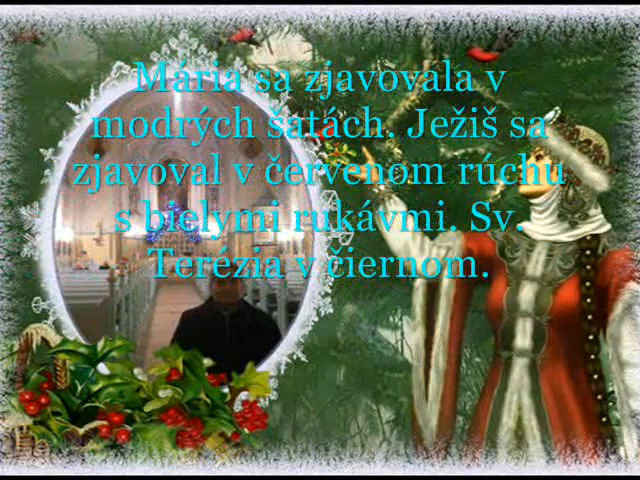 Mária sa zjavovala v
modrých šatách. Ježiš sa
zjavoval v červenom rúchu
s bielymi rukávmi. Sv.
Terézia v čiernom.